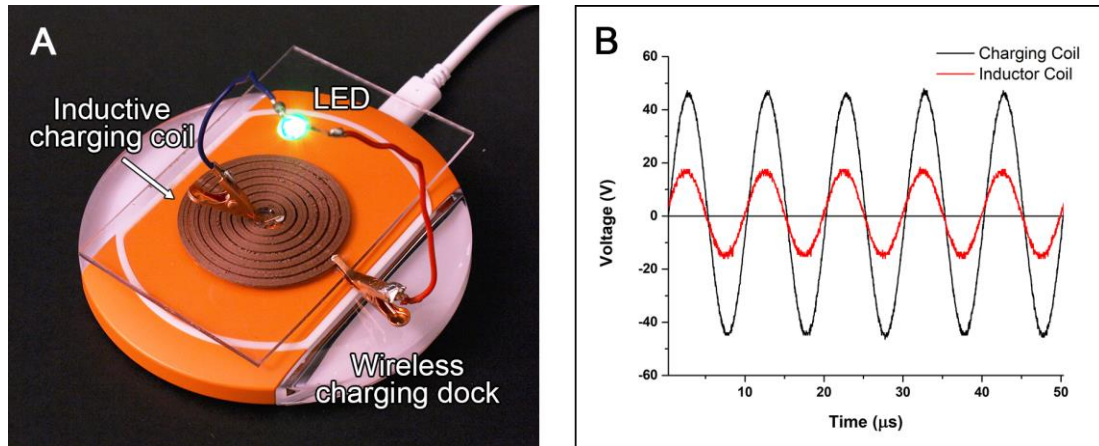 A
LED
Inductive
charging coil
Wireless
charging dock
B
Charging Coil
Inductor Coil
Voltage (V)
60
40
20
0
-20
-40
-60
10
20
30
40
50
Time (μs)